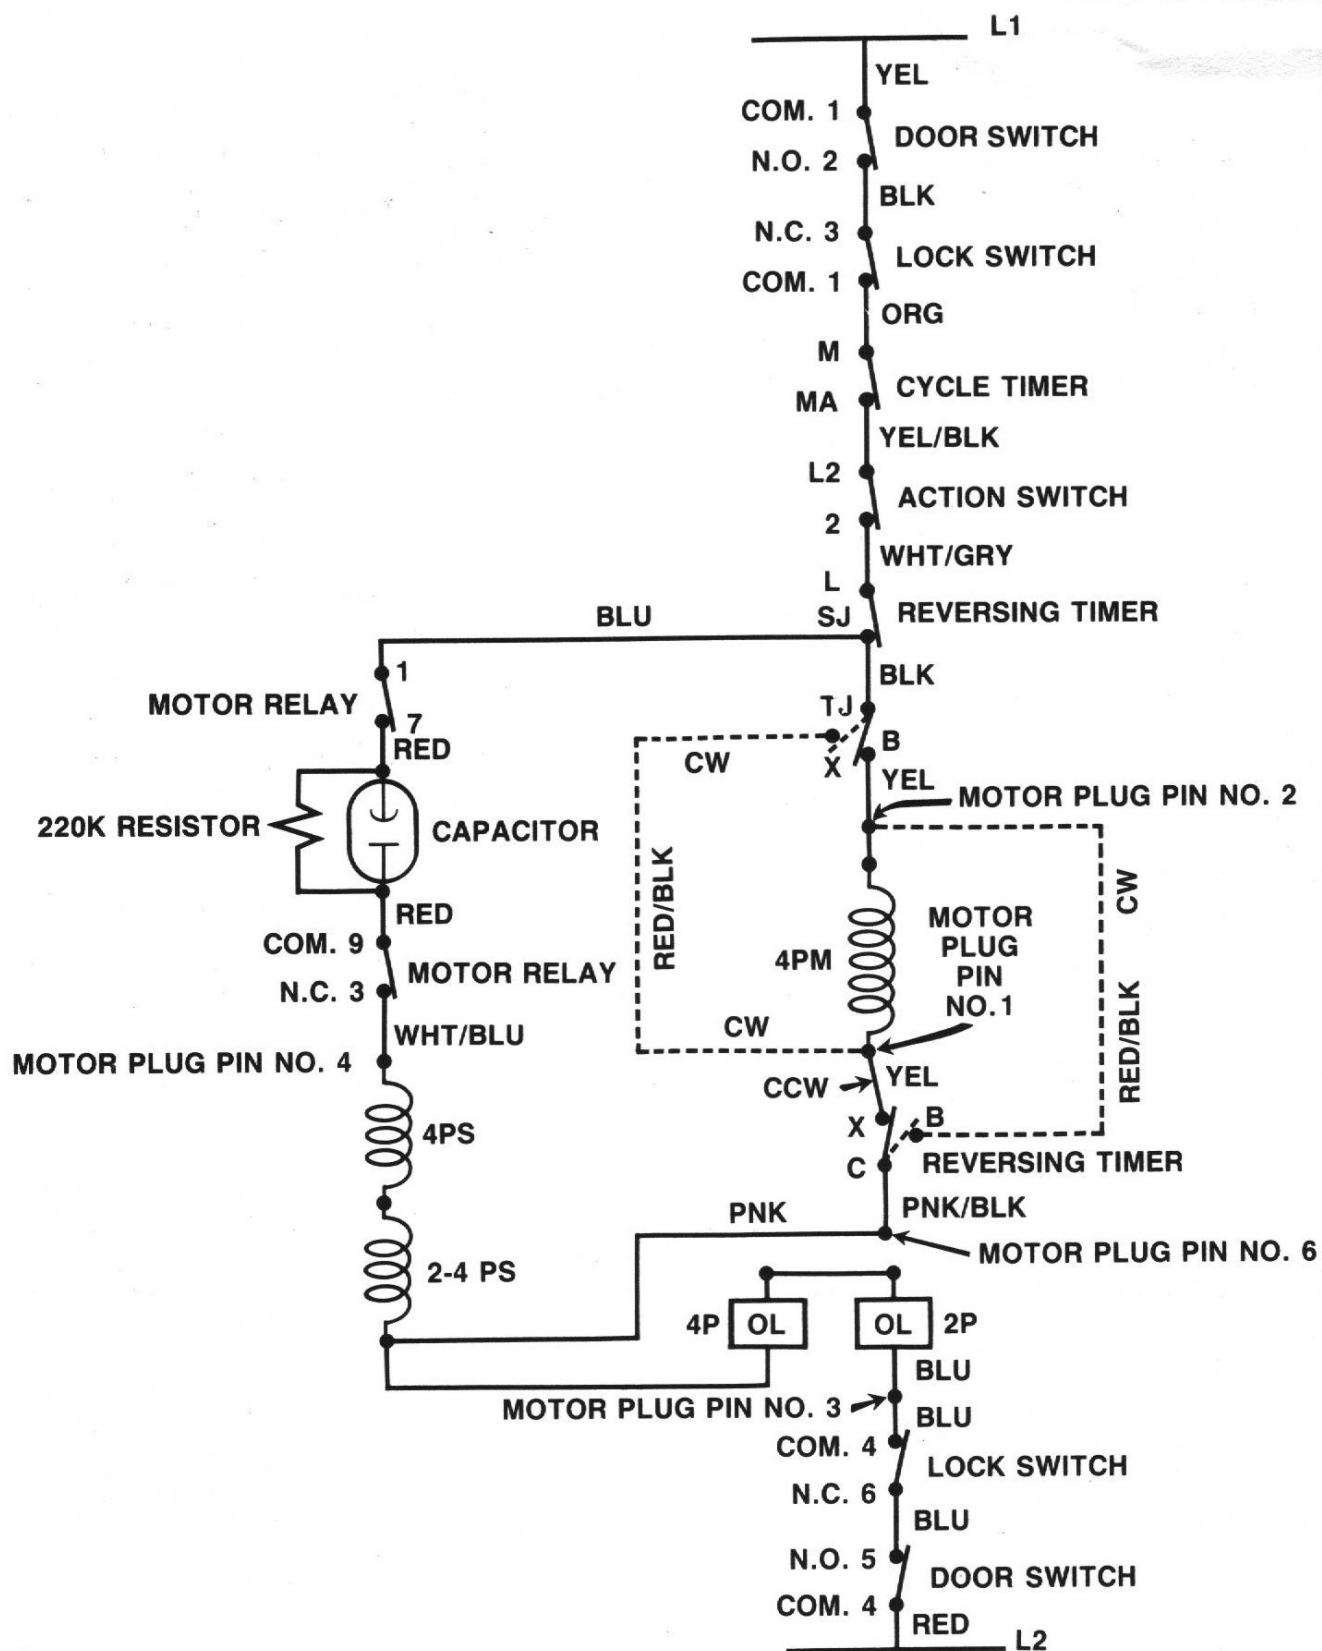 L1
YEL
COM. 1
DOOR SWITCH
N.O. 2
BLK
N.C. 3
LOCK SWITCH
COM. 1
ORG
M
CYCLE TIMER
MA
YEL/BLK
L2
ACTION SWITCH
2
WHT/GRY
L
REVERSING TIMER
SJ
BLU
BLK
1
MOTOR RELAY
7
RED
TJ
B
X
CW
YEL
MOTOR PLUG PIN NO. 2
220K RESISTOR
CAPACITOR
RED
COM. 9
MOTOR RELAY
N.C. 3
WHT/BLU
MOTOR PLUG PIN NO. 4
RED/BLK
4PM
MOTOR
PLUG
PIN
NO.1
CW
RED/BLK
CW
CCW
YEL
X
B
C
REVERSING TIMER
4PS
PNK
PNK/BLK
MOTOR PLUG PIN NO. 6
2-4 PS
4P
OL
OL
2P
BLU
MOTOR PLUG PIN NO. 3
BLU
COM. 4
LOCK SWITCH
N.C. 6
BLU
N.O. 5
DOOR SWITCH
COM. 4
RED
L2